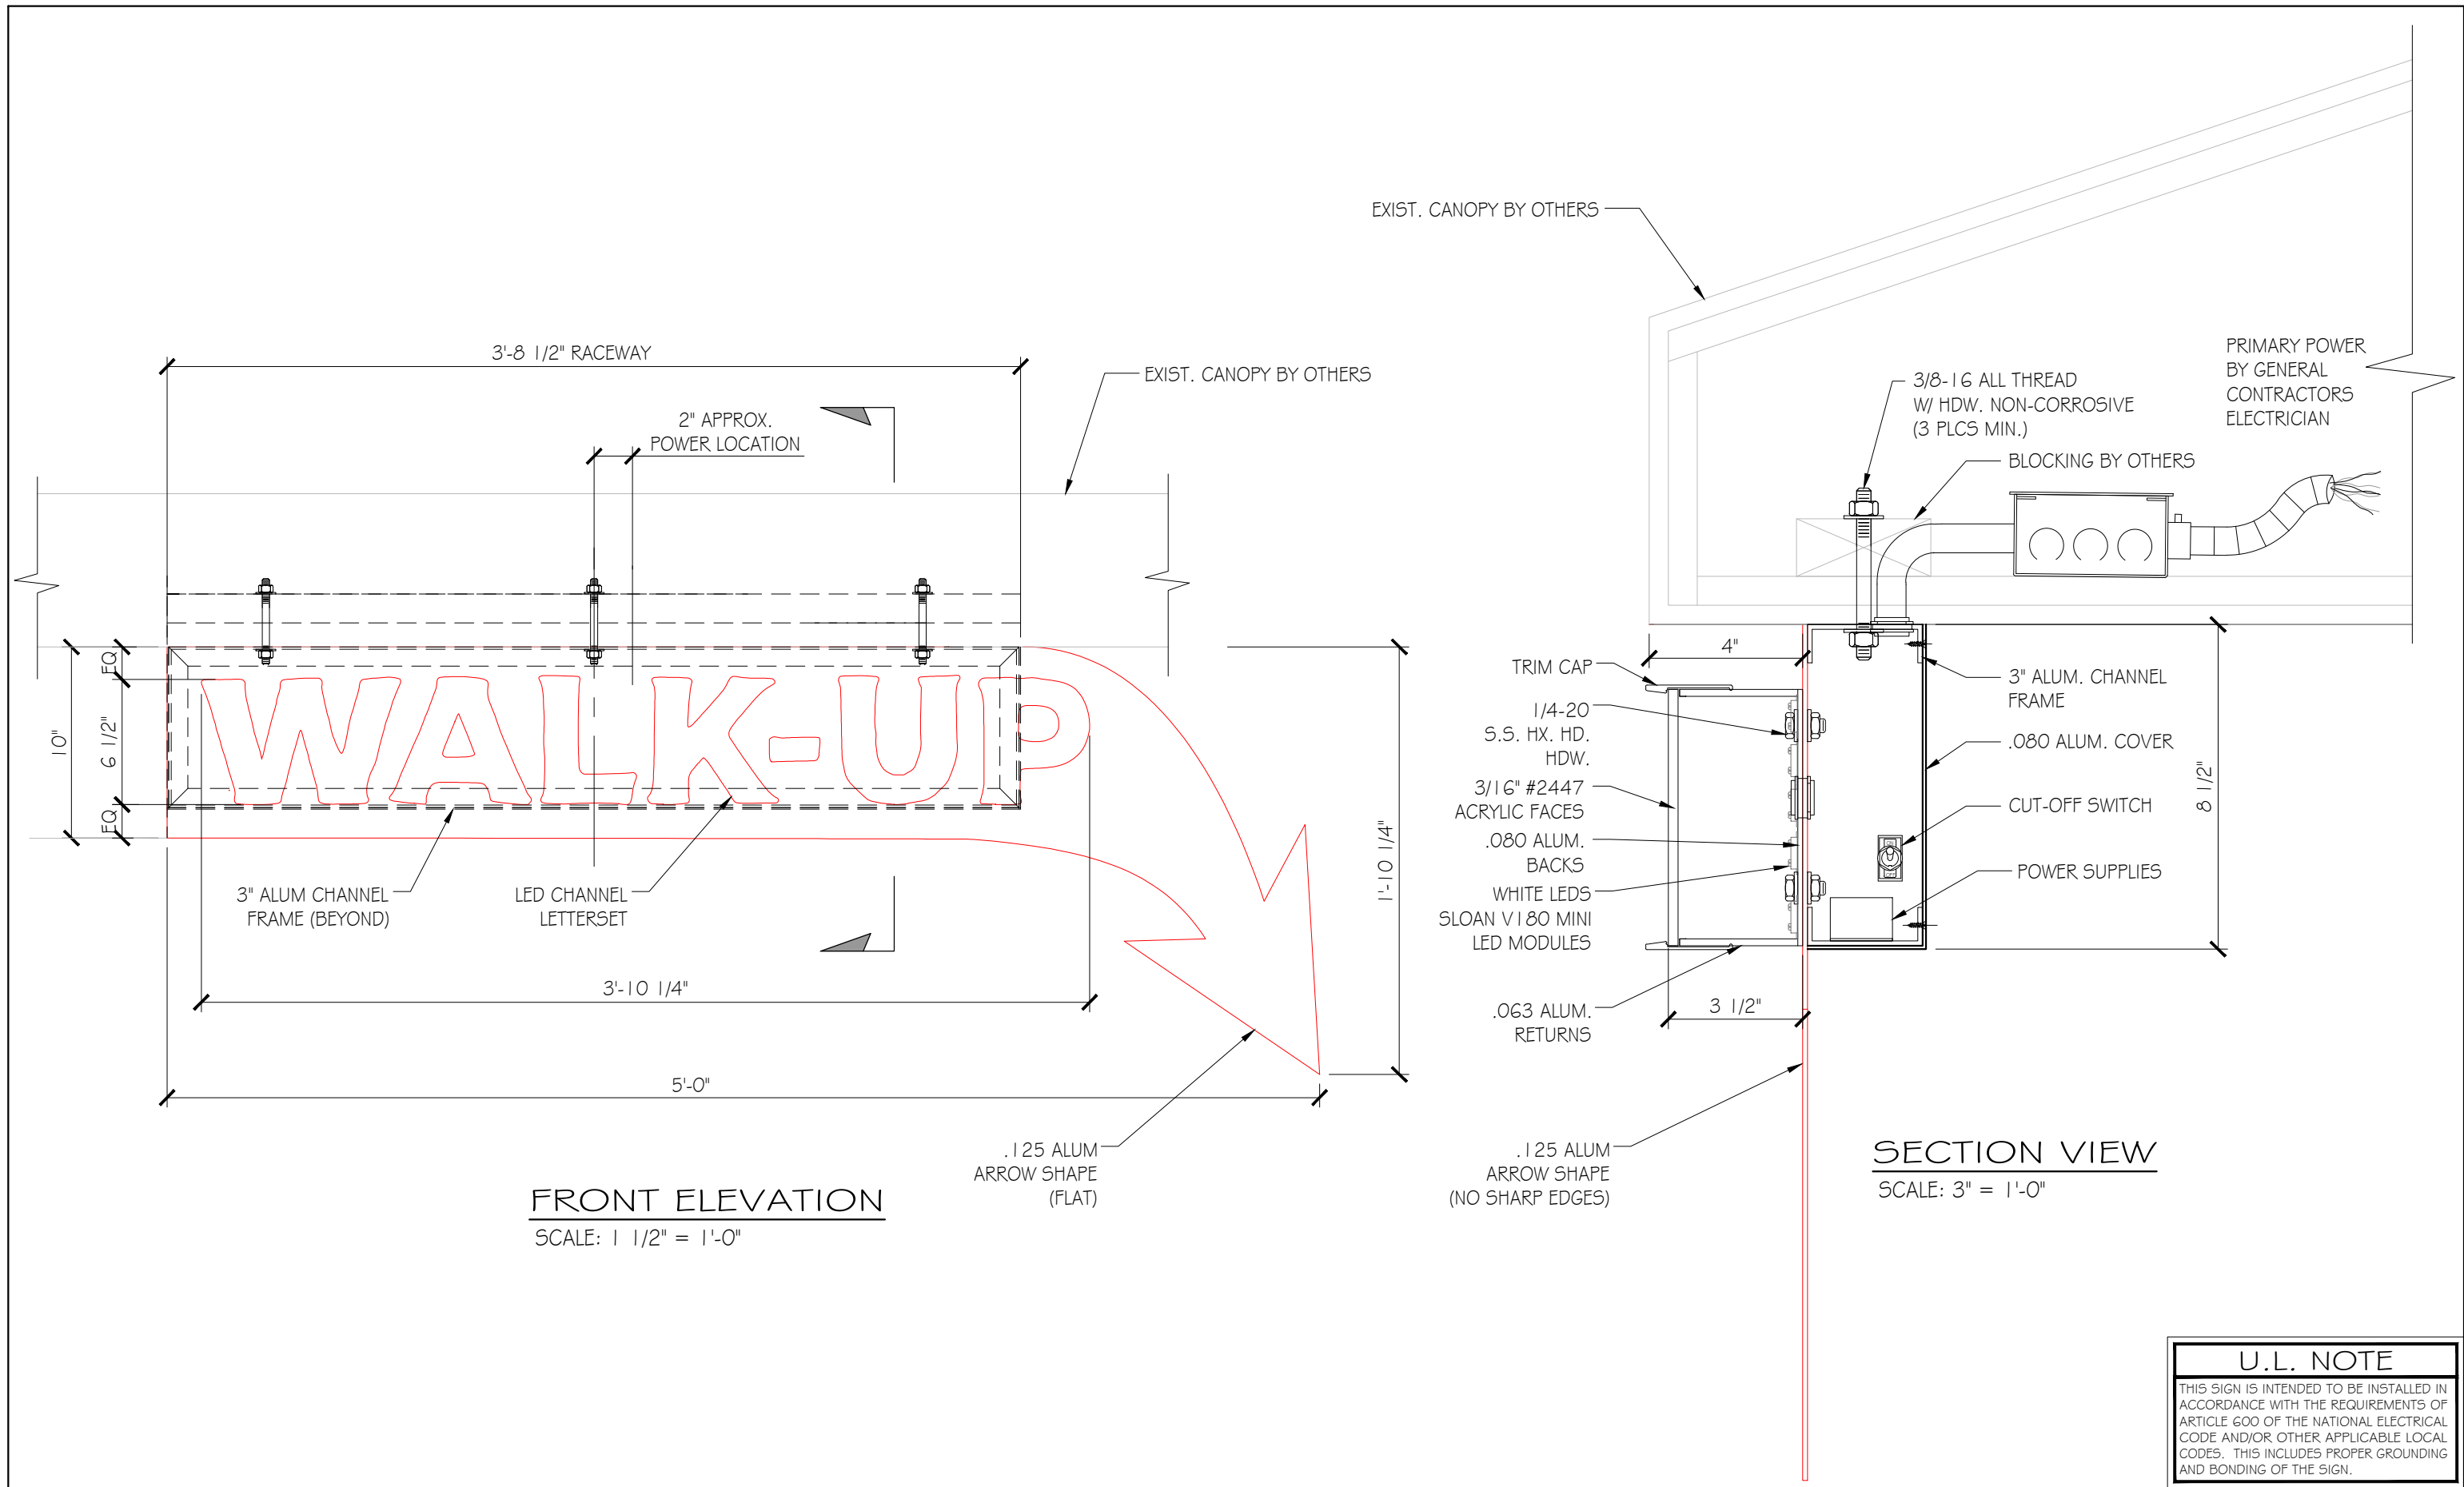 3'-8 1/2" RACEWAY
2" APPROX.
POWER LOCATION
EXIST. CANOPY BY OTHERS
10"
EQ
6 1/2"
EQ
WALK-UP
3" ALUM CHANNEL
FRAME (BEYOND)
LED CHANNEL
LETTERSET
3'-10 1/4"
5'-0"
1'-10 1/4"
.125 ALUM
ARROW SHAPE
(FLAT)
FRONT ELEVATION
SCALE: 1 1/2" = 1'-0"
EXIST. CANOPY BY OTHERS
PRIMARY POWER
BY GENERAL
CONTRACTORS
ELECTRICIAN
3/8-16 ALL THREAD
W/ HDW. NON-CORROSIVE
(3 PLCS MIN.)
BLOCKING BY OTHERS
4"
TRIM CAP
1/4-20
S.S. HX. HD.
HDW.
3/16" #2447
ACRYLIC FACES
.080 ALUM.
BACKS
WHITE LEDS
SLOAN V180 MINI
LED MODULES
.063 ALUM.
RETURNS
3 1/2"
3" ALUM. CHANNEL
FRAME
.080 ALUM. COVER
CUT-OFF SWITCH
POWER SUPPLIES
8 1/2"
.125 ALUM
ARROW SHAPE
(NO SHARP EDGES)
SECTION VIEW
SCALE: 3" = 1'-0"
U.L. NOTE
THIS SIGN IS INTENDED TO BE INSTALLED IN
ACCORDANCE WITH THE REQUIREMENTS OF
ARTICLE 600 OF THE NATIONAL ELECTRICAL
CODE AND/OR OTHER APPLICABLE LOCAL
CODES. THIS INCLUDES PROPER GROUNDING
AND BONDING OF THE SIGN.